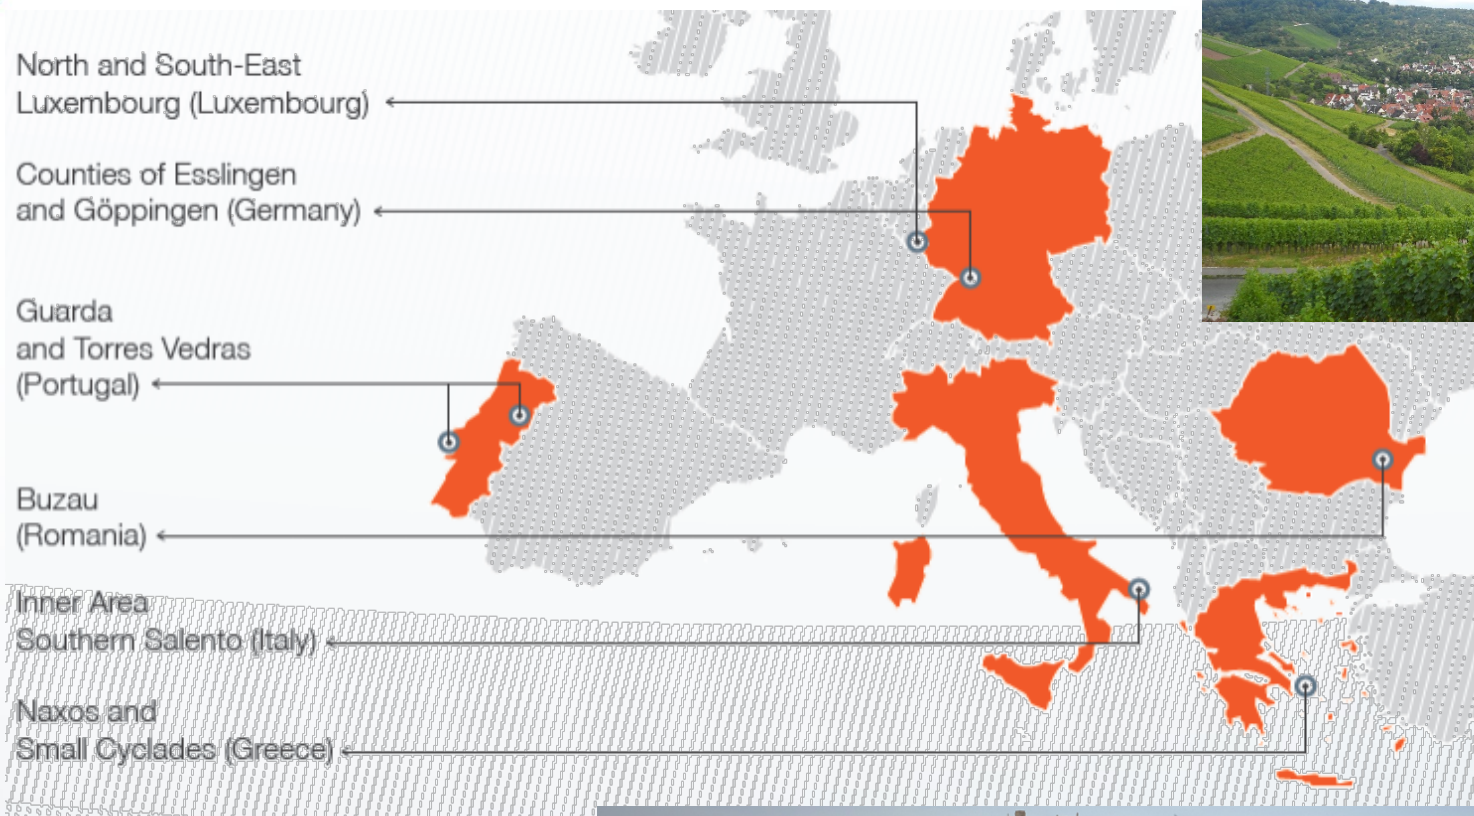 North and South-East
Luxembourg (Luxembourg)
Counties of Esslingen
and Göppingen (Germany)
Guarda
and Torres Vedras
(Portugal)
Buzau
(Romania)
Inner Area
Southern Salento (Italy)
Naxos and
Small Cyclades (Greece)